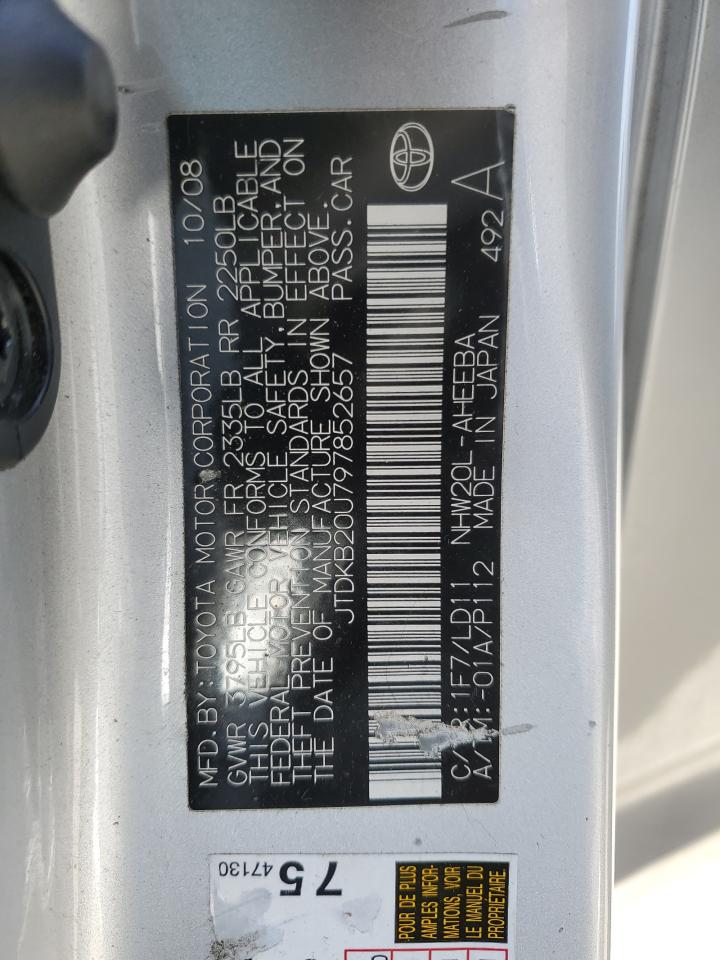 MFD.BY:TOYOTA MOTOR CORPORATION 10/08
GVWR 3795LB GAWR FR 2335LB RR 2250LB
THIS VEHICLE CONFORMS TO ALL APPLICABLE
FEDERAL MOTOR VEHICLE SAFETY,BUMPER,AND
THEFT PREVENTION STANDARDS IN EFFECT ON
THE DATE OF MANUFACTURE SHOWN ABOVE.
JTDKB20U797852657 PASS.CAR
C/TR:1F7/LD11 NHW20L-AHEEBA
A/TM:-01A/P112 MADE IN JAPAN 492 A
75
47130
POUR DE PLUS
AMPLES INFOR-
MATIONS, VOIR
LE MANUEL DU
PROPRIÉTAIRE.